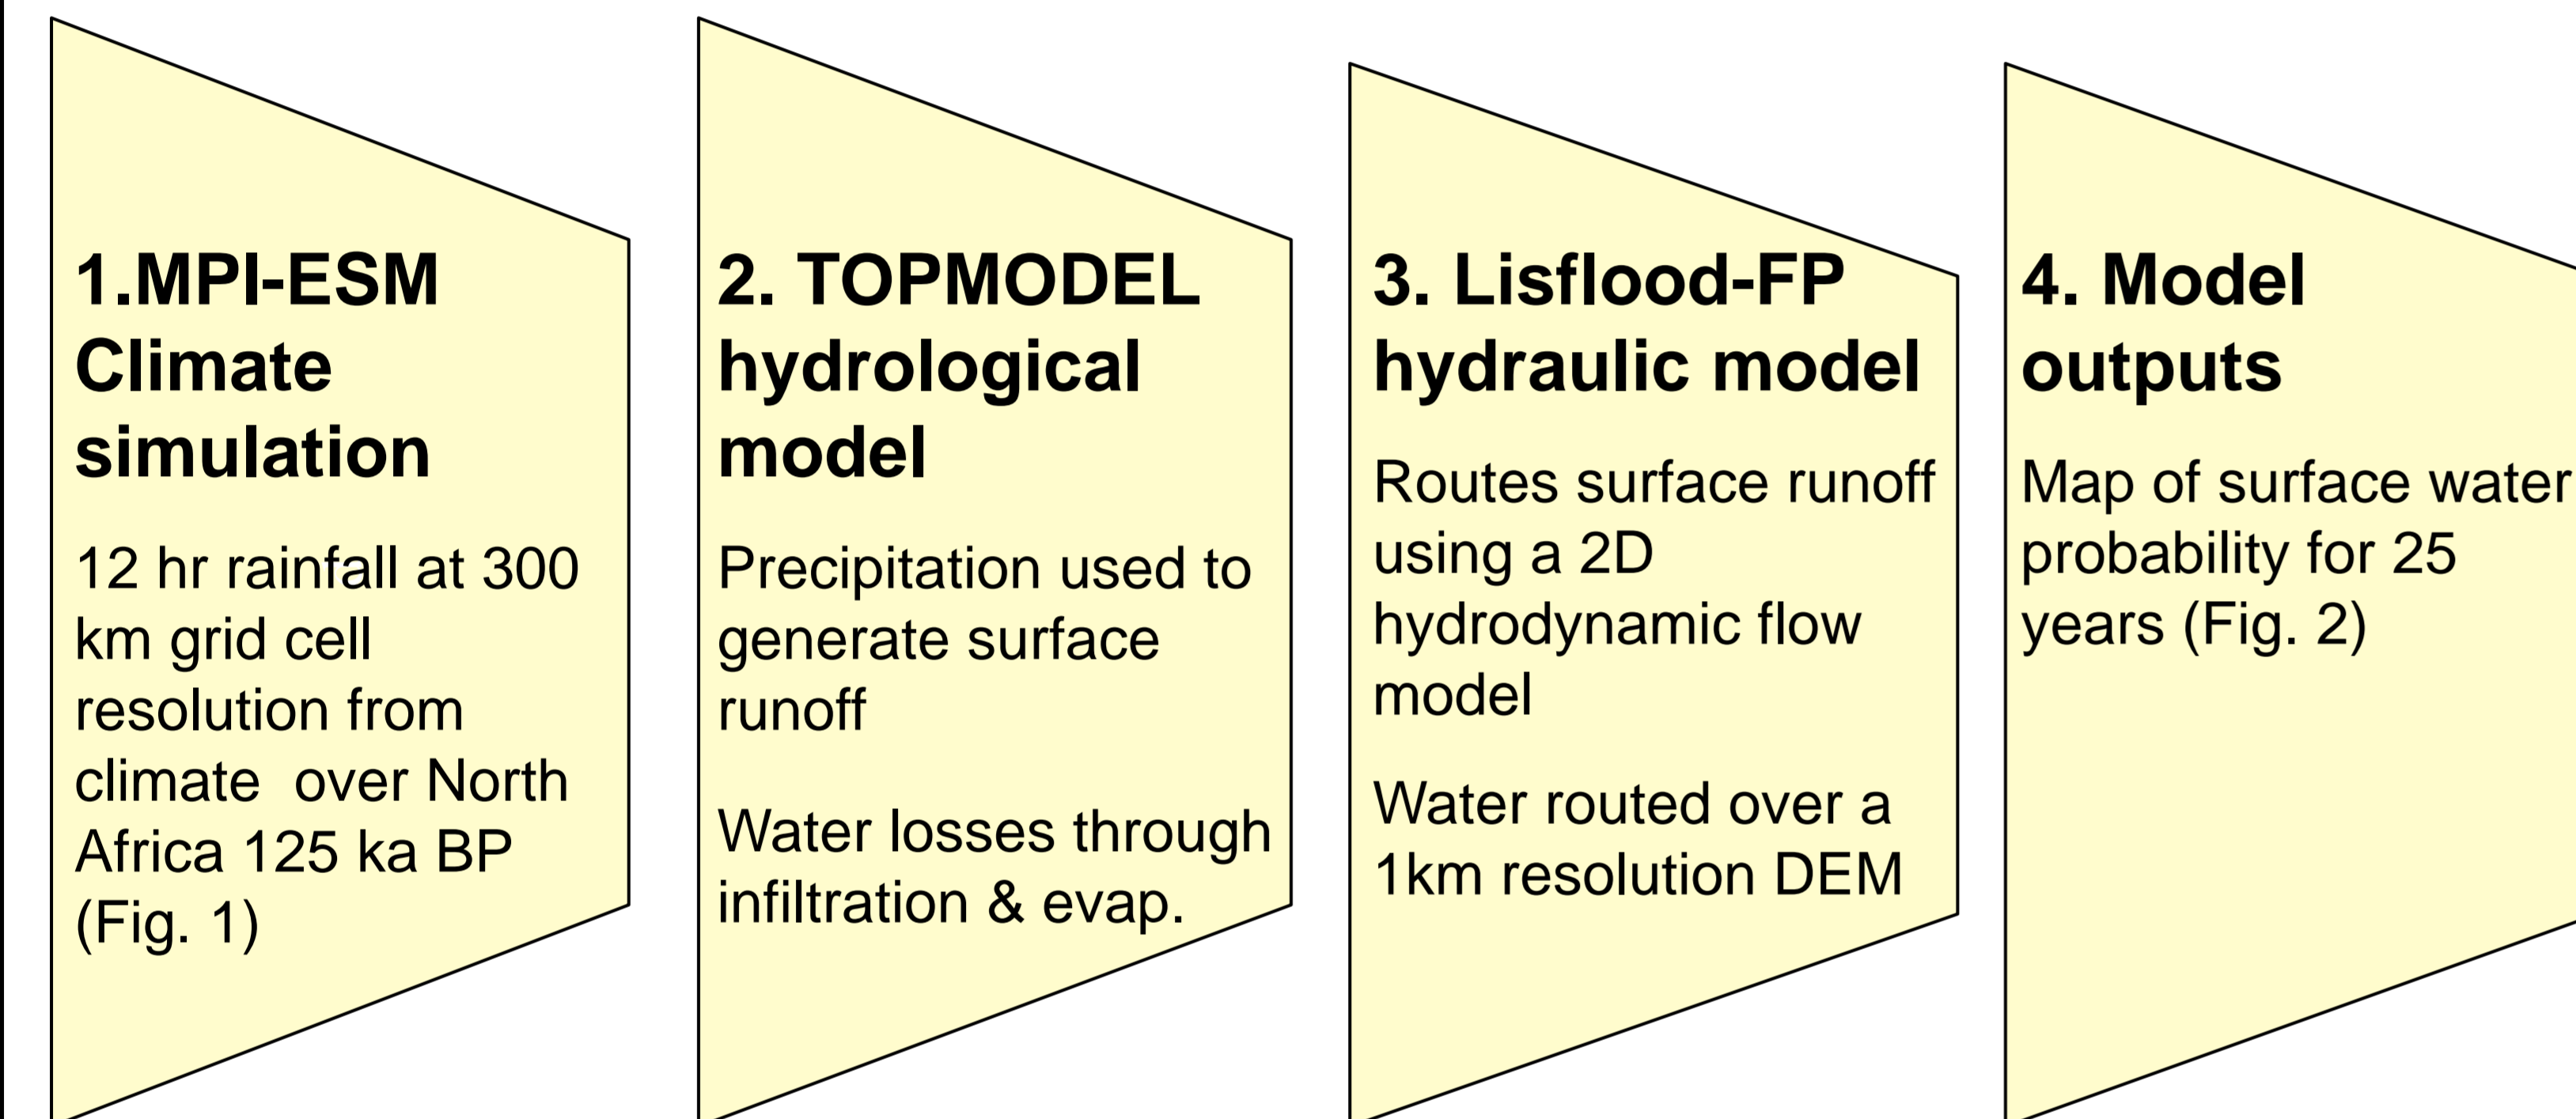 1.MPI-ESM
Climate
simulation
12 hr rainfall at 300
km grid cell
resolution from
climate  over North
Africa 125 ka BP
(Fig. 1)
2. TOPMODEL
hydrological
model
Precipitation used to
generate surface
runoff
Water losses through
infiltration & evap.
3. Lisflood-FP
hydraulic model
Routes surface runoff
using a 2D
hydrodynamic flow
model
Water routed over a
1km resolution DEM
4. Model
outputs
Map of surface water
probability for 25
years (Fig. 2)